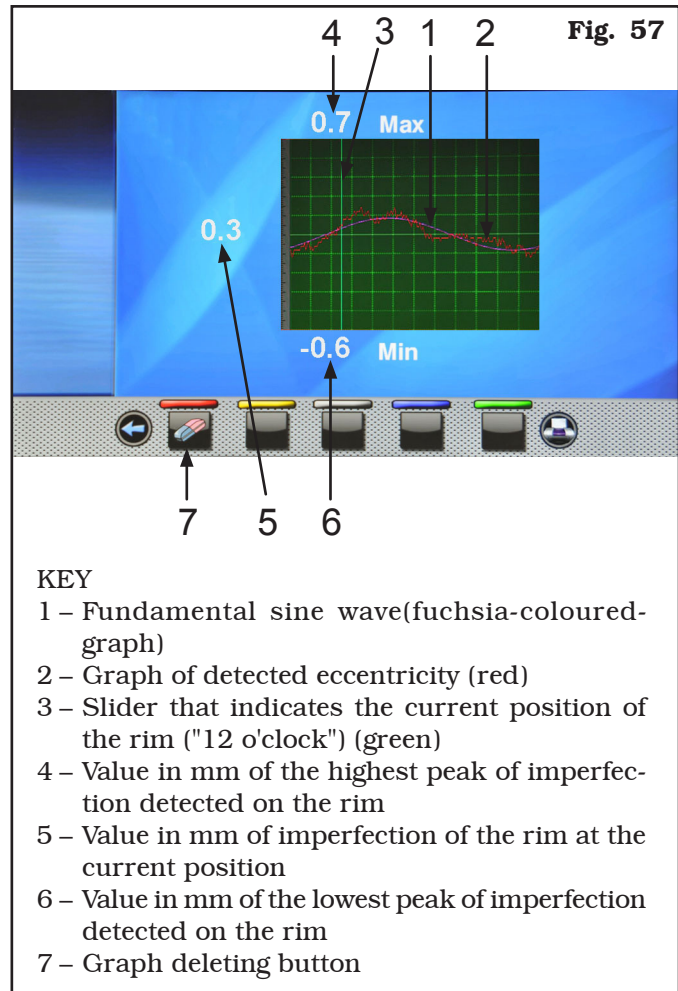 Fig. 57
4 3 1 2
0.7 Max
0.3
-0.6 Min
7 5 6
KEY
1 – Fundamental sine wave(fuchsia-coloured-
graph)
2 – Graph of detected eccentricity (red)
3 – Slider that indicates the current position of
the rim ("12 o'clock") (green)
4 – Value in mm of the highest peak of imperfec-
tion detected on the rim
5 – Value in mm of imperfection of the rim at the
current position
6 – Value in mm of the lowest peak of imperfection
detected on the rim
7 – Graph deleting button